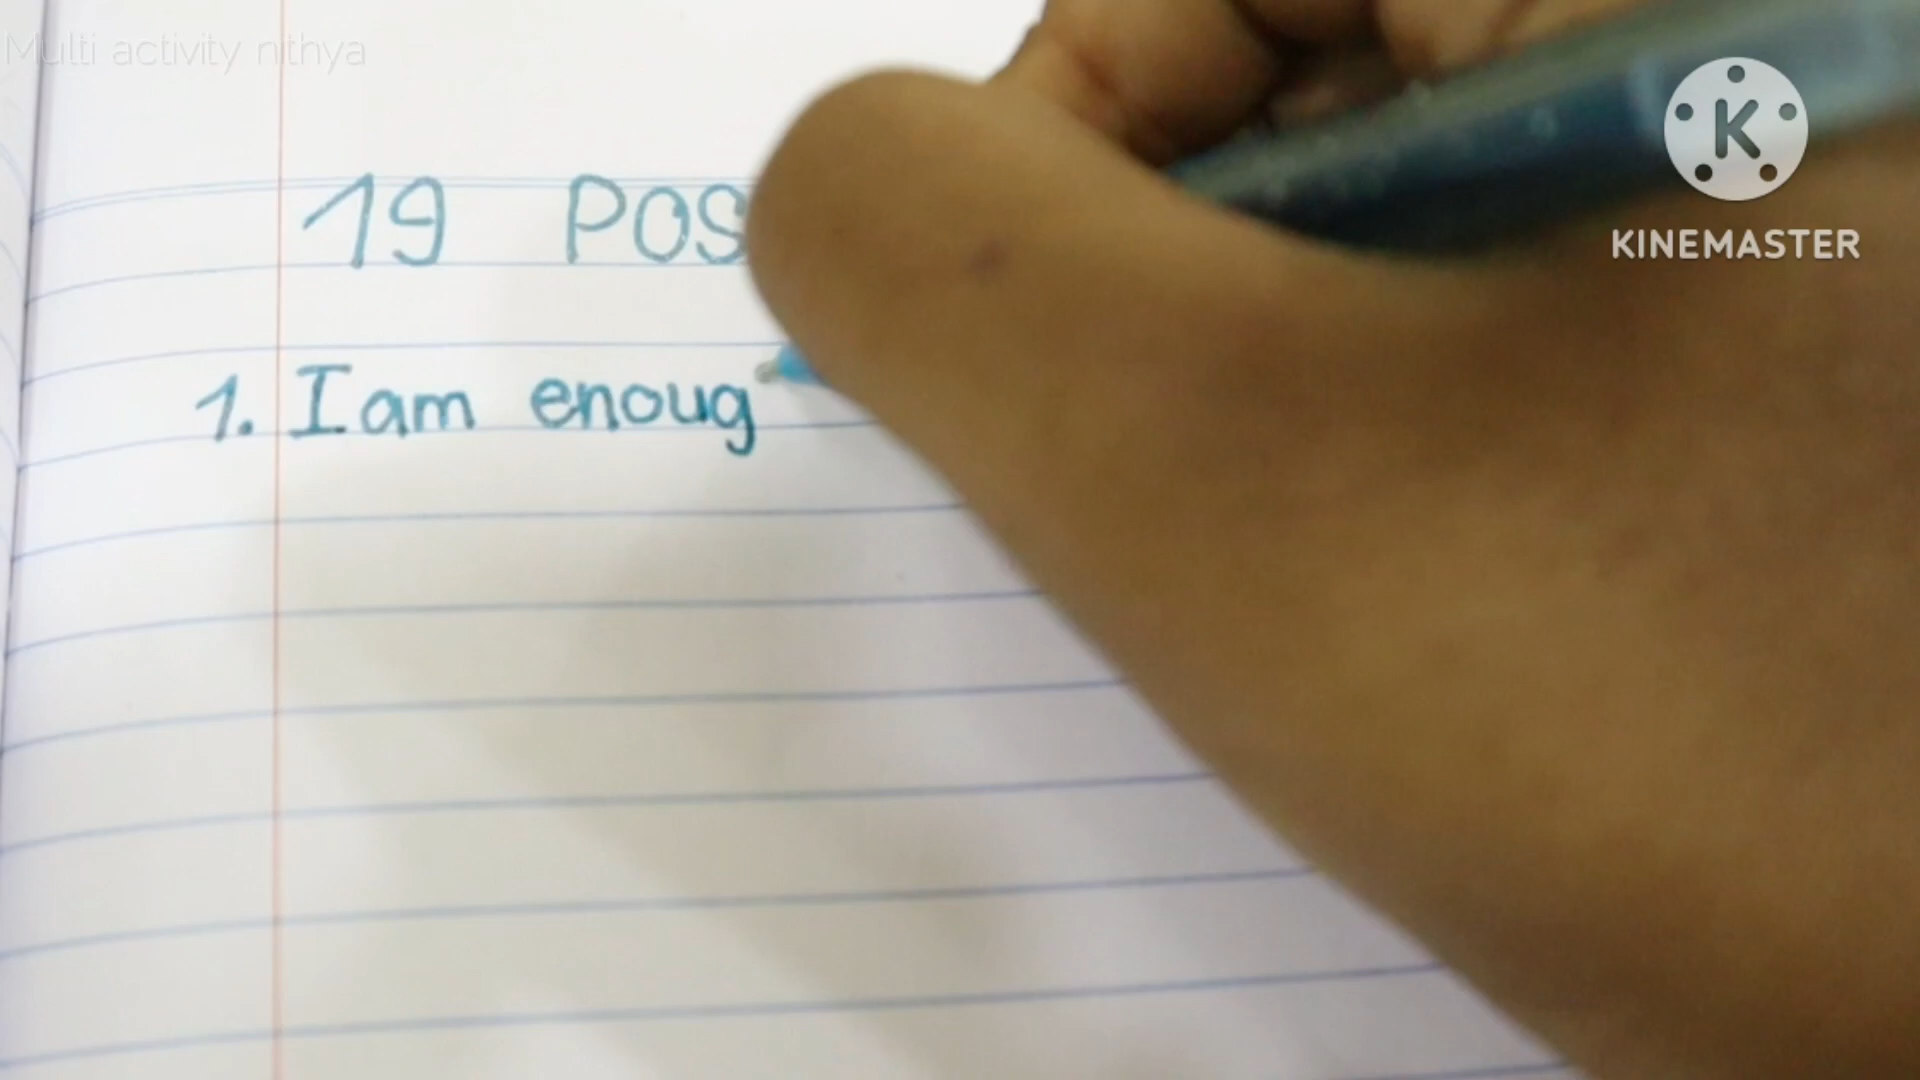 Multi activity nithya
19 POS
1. I am enoug
K
KINEMASTER